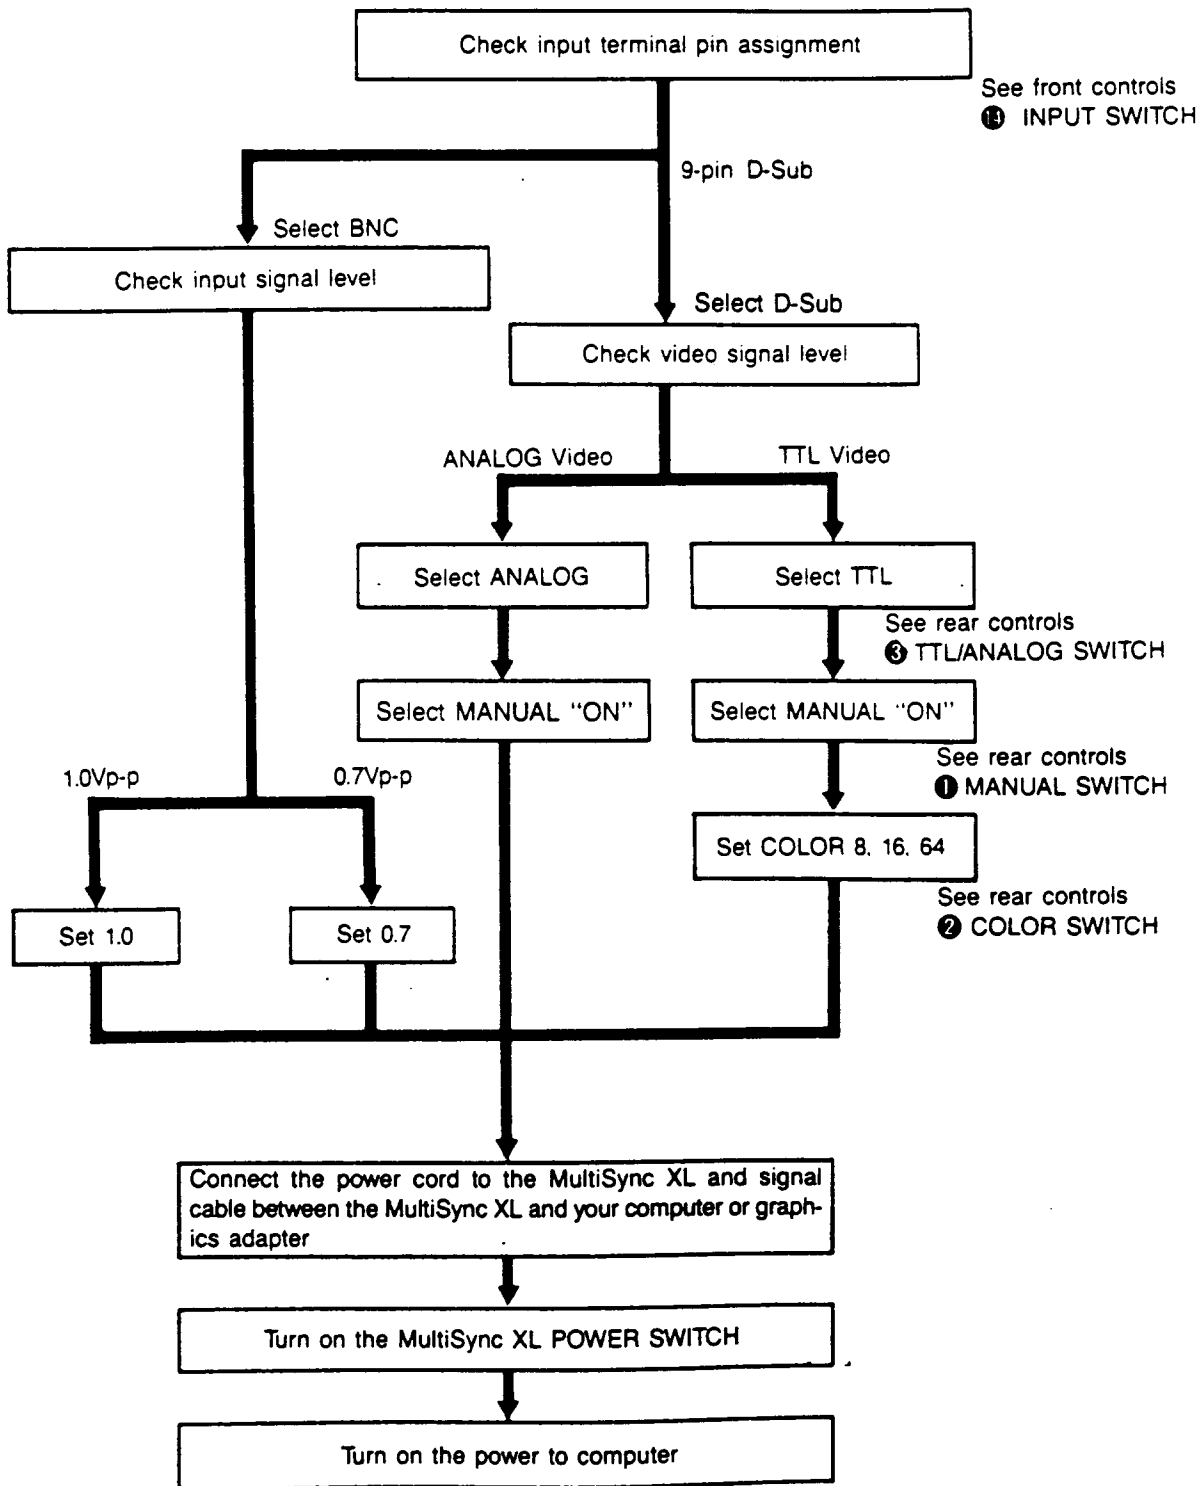 Check input terminal pin assignment
See front controls
⓮ INPUT SWITCH
9-pin D-Sub
Select BNC
Check input signal level
Select D-Sub
Check video signal level
ANALOG Video
TTL Video
Select ANALOG
Select TTL
See rear controls
❸ TTL/ANALOG SWITCH
Select MANUAL "ON"
Select MANUAL "ON"
See rear controls
❶ MANUAL SWITCH
1.0Vp-p
0.7Vp-p
Set COLOR 8, 16, 64
See rear controls
❷ COLOR SWITCH
Set 1.0
Set 0.7
Connect the power cord to the MultiSync XL and signal
cable between the MultiSync XL and your computer or graph-
ics adapter
Turn on the MultiSync XL POWER SWITCH
Turn on the power to computer